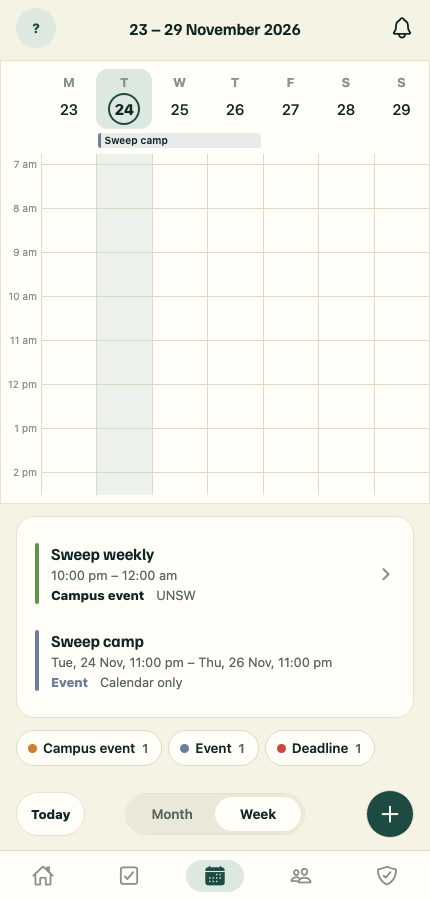 ?
23 – 29 November 2026
M T W T F S S
23 24 25 26 27 28 29
Sweep camp
7 am
8 am
9 am
10 am
11 am
12 pm
1 pm
2 pm
Sweep weekly
10:00 pm – 12:00 am
Campus event UNSW
Sweep camp
Tue, 24 Nov, 11:00 pm – Thu, 26 Nov, 11:00 pm
Event Calendar only
Campus event 1 Event 1 Deadline 1
Today Month Week